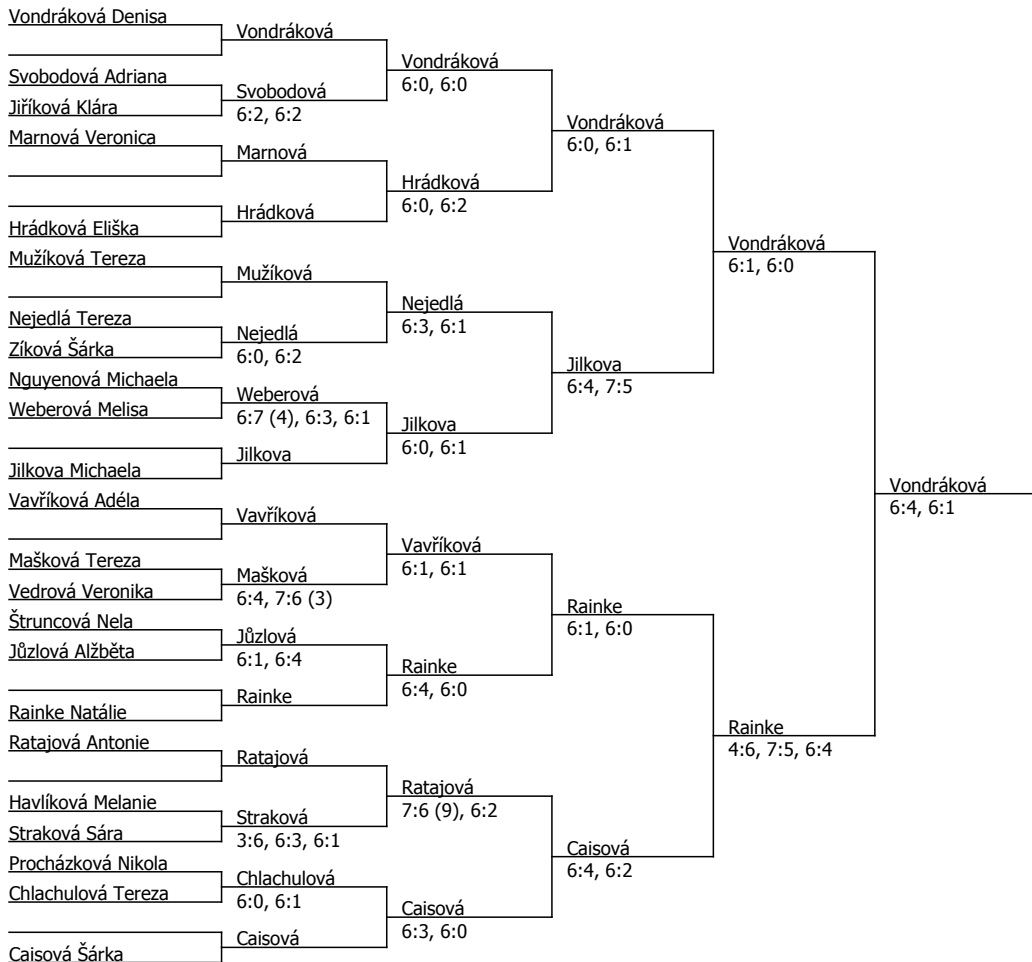 Vondráková Denisa
Vondráková
Vondráková
6:0, 6:0
Svobodová Adriana
Svobodová
6:2, 6:2
Jiříková Klára
Vondráková
6:0, 6:1
Marnová Veronica
Marnová
Hrádková
6:0, 6:2
Hrádková
Hrádková Eliška
Vondráková
6:1, 6:0
Mužíková Tereza
Mužíková
Nejedlá
6:3, 6:1
Nejedlá Tereza
Nejedlá
6:0, 6:2
Zíková Šárka
Jilkova
6:4, 7:5
Nguyenová Michaela
Weberová
6:7 (4), 6:3, 6:1
Weberová Melisa
Jilkova
6:0, 6:1
Jilkova
Jilkova Michaela
Vondráková
6:4, 6:1
Vavříková Adéla
Vavříková
Vavříková
6:1, 6:1
Mašková Tereza
Mašková
6:4, 7:6 (3)
Vedrová Veronika
Rainke
6:1, 6:0
Štruncová Nela
Jůzlová
6:1, 6:4
Jůzlová Alžběta
Rainke
6:4, 6:0
Rainke
Rainke Natálie
Rainke
4:6, 7:5, 6:4
Ratajová Antonie
Ratajová
Ratajová
7:6 (9), 6:2
Havlíková Melanie
Straková
3:6, 6:3, 6:1
Straková Sára
Caisová
6:4, 6:2
Procházková Nikola
Chlachulová
6:0, 6:1
Chlachulová Tereza
Caisová
6:3, 6:0
Caisová
Caisová Šárka